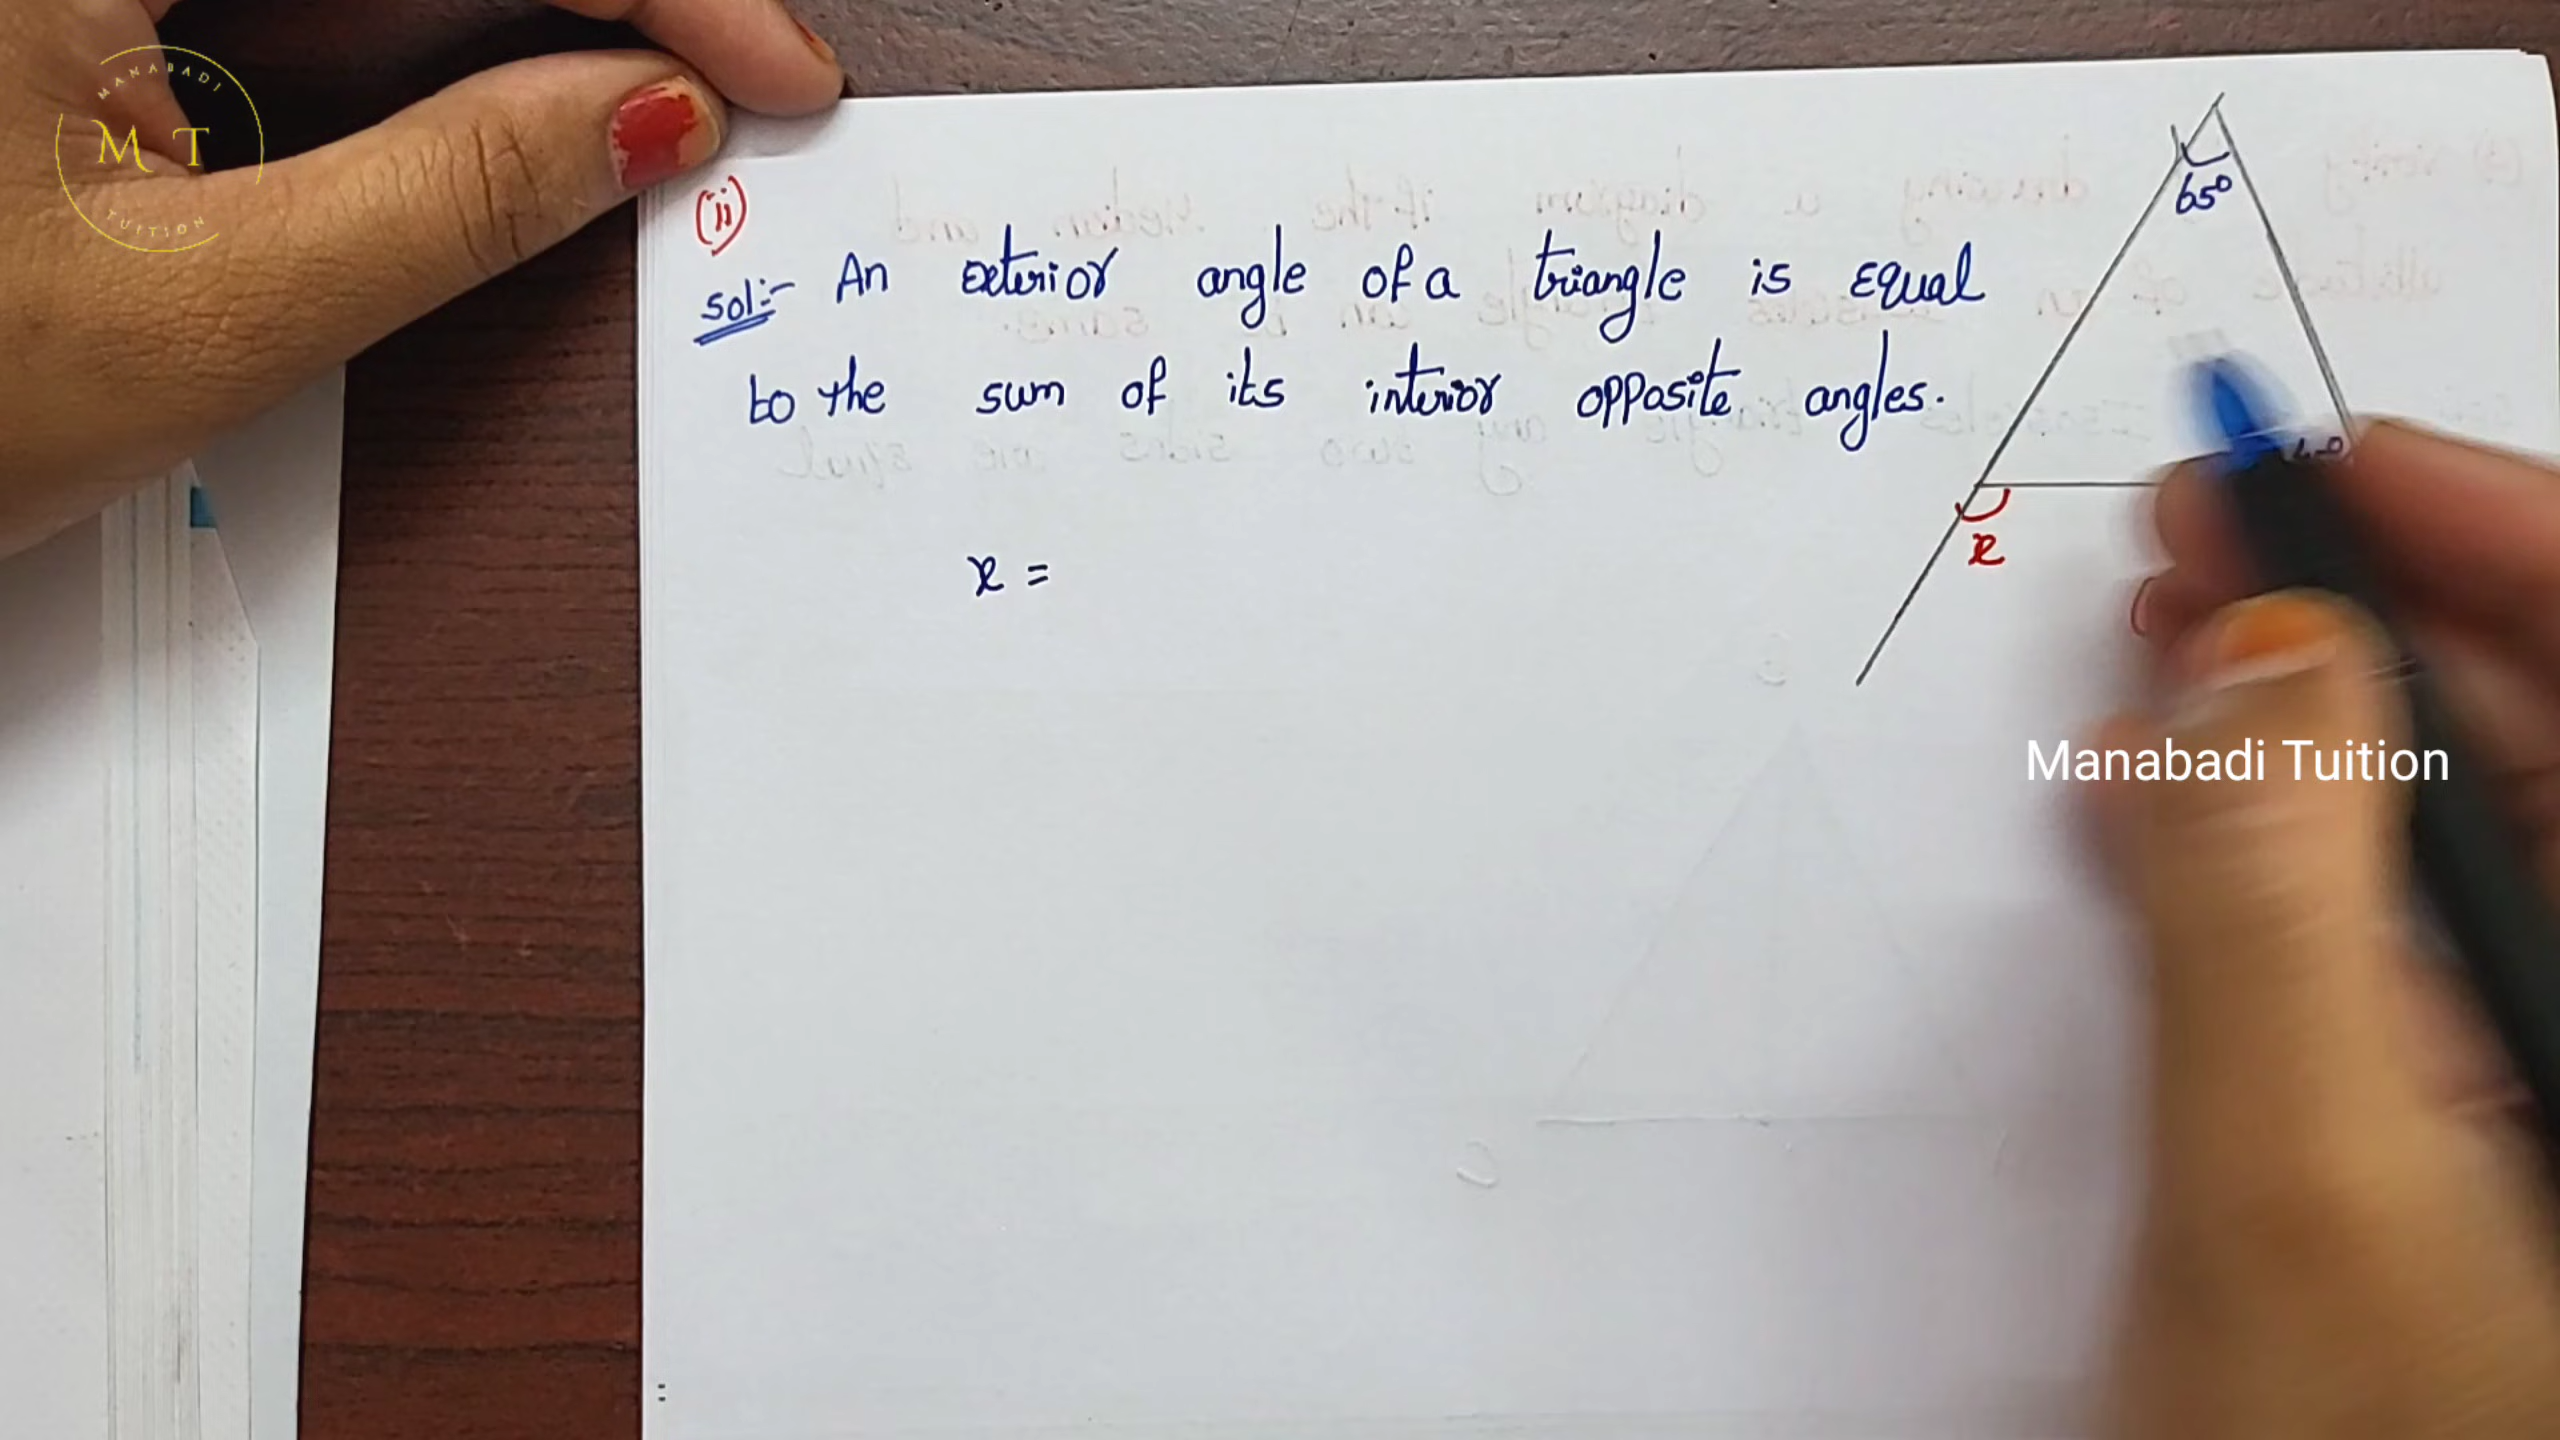 MANABADI
M T
TUITION
(ii)
Sol:- An exterior angle of a triangle is equal
to the sum of its interior opposite angles.
x =
65°
x
Manabadi Tuition